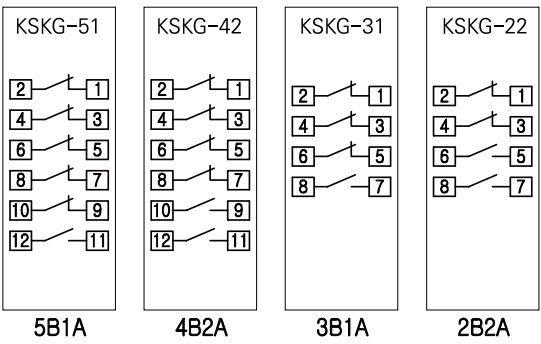 KSKG-51 KSKG-42 KSKG-31 KSKG-22
2 1 2 1 2 1 2 1
4 3 4 3 4 3 4 3
6 5 6 5 6 5 6 5
8 7 8 7 8 7 8 7
10 9 10 9
12 11 12 11
5B1A 4B2A 3B1A 2B2A